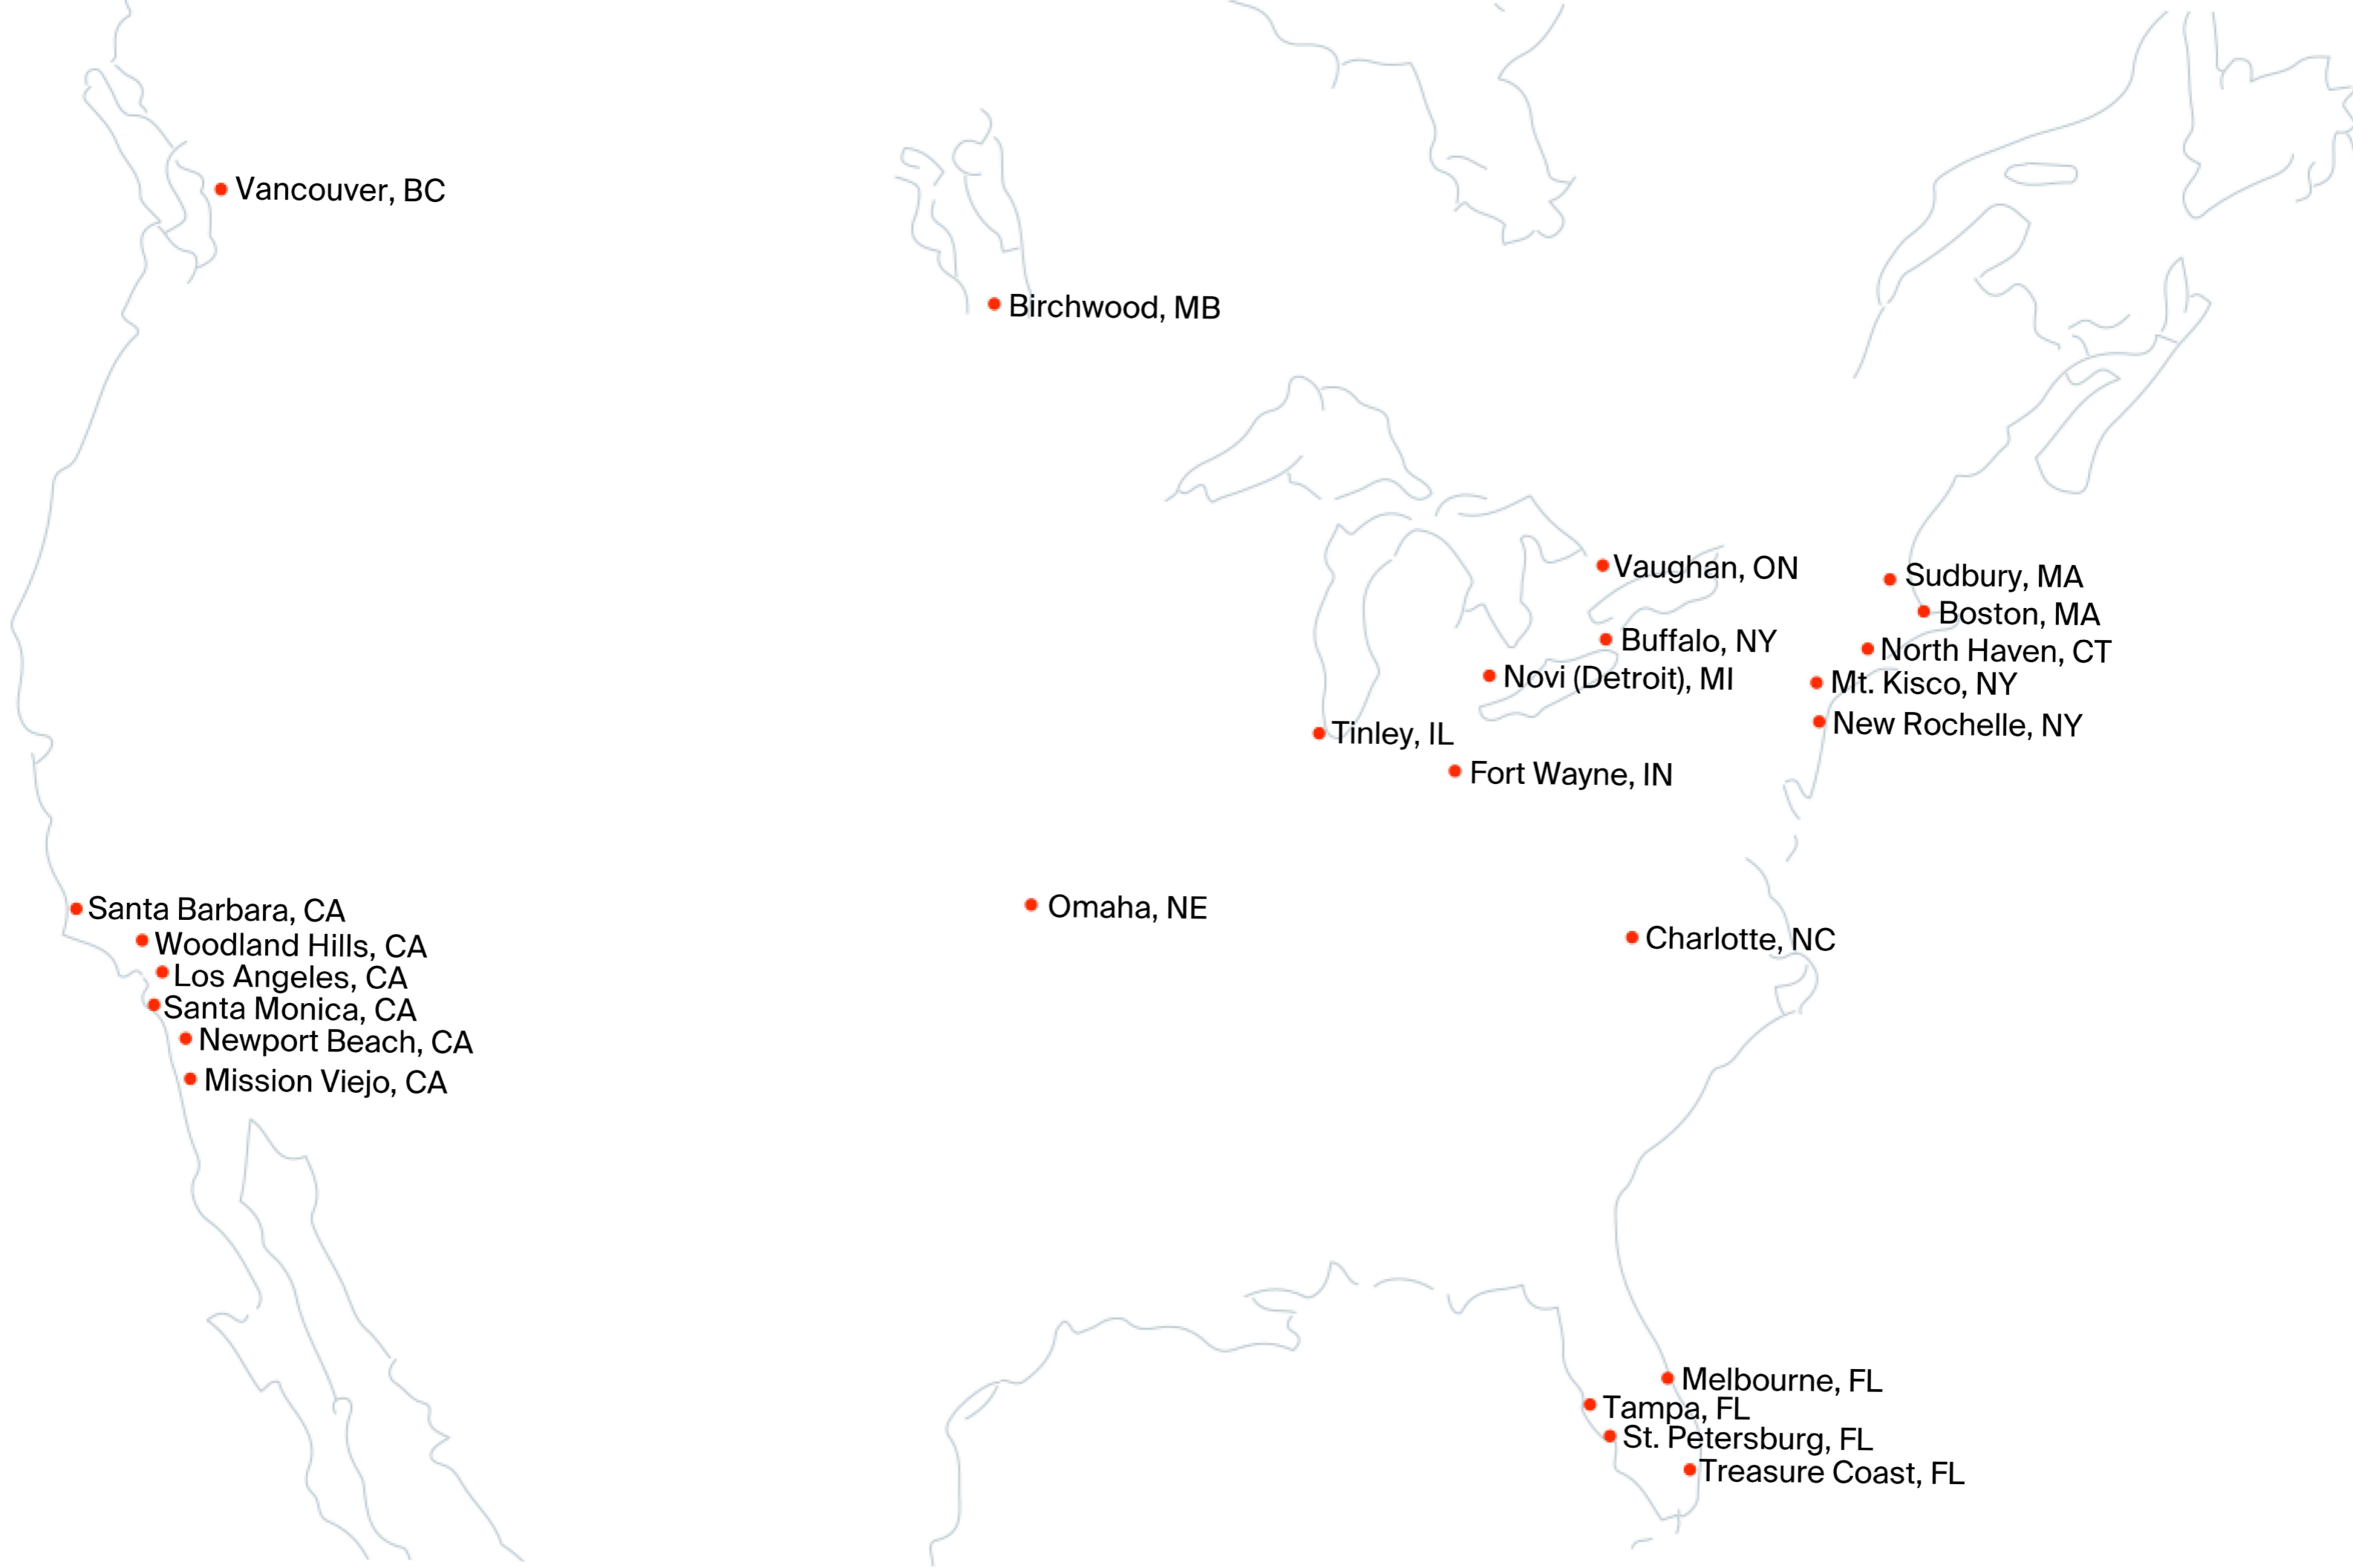 Vancouver, BC
Birchwood, MB
Vaughan, ON
Sudbury, MA
Boston, MA
Buffalo, NY
North Haven, CT
Novi (Detroit), MI
Mt. Kisco, NY
New Rochelle, NY
Tinley, IL
Fort Wayne, IN
Santa Barbara, CA
Omaha, NE
Charlotte, NC
Woodland Hills, CA
Los Angeles, CA
Santa Monica, CA
Newport Beach, CA
Mission Viejo, CA
Melbourne, FL
Tampa, FL
St. Petersburg, FL
Treasure Coast, FL